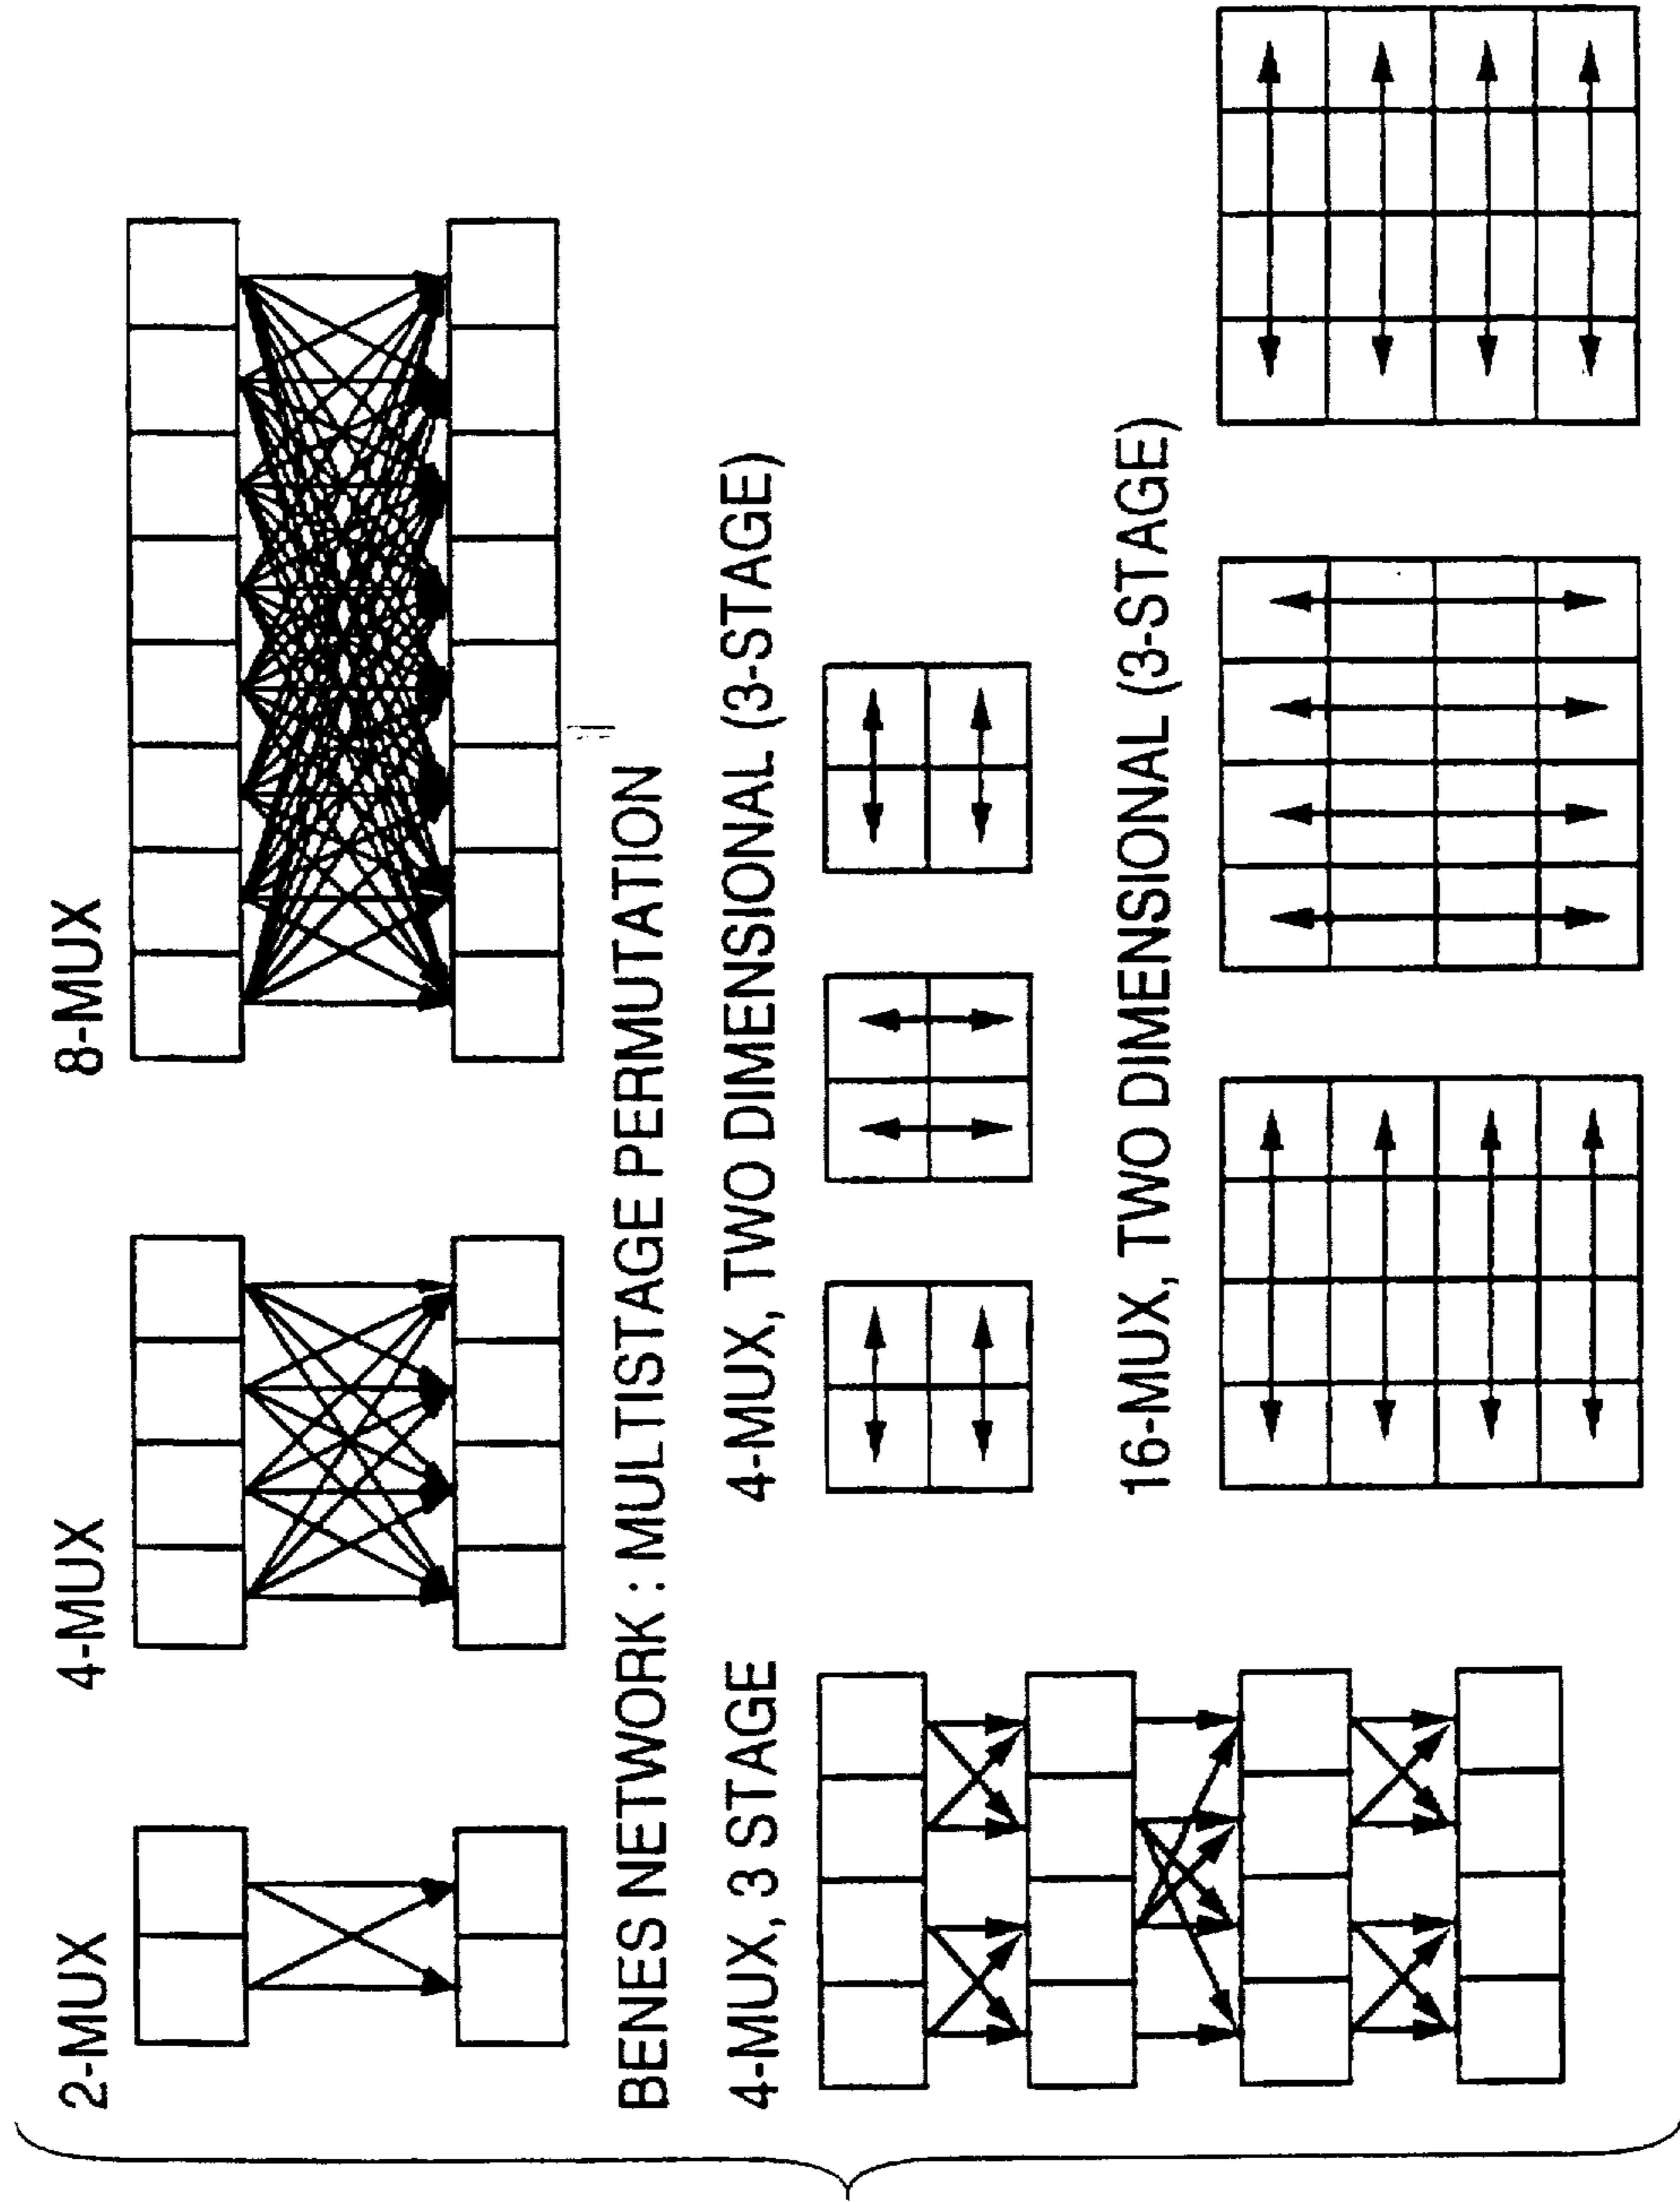 2-MUX
4-MUX
8-MUX
BENES NETWORK : MULTISTAGE PERMUTATION
4-MUX, 3 STAGE
4-MUX, TWO DIMENSIONAL (3-STAGE)
16-MUX, TWO DIMENSIONAL (3-STAGE)